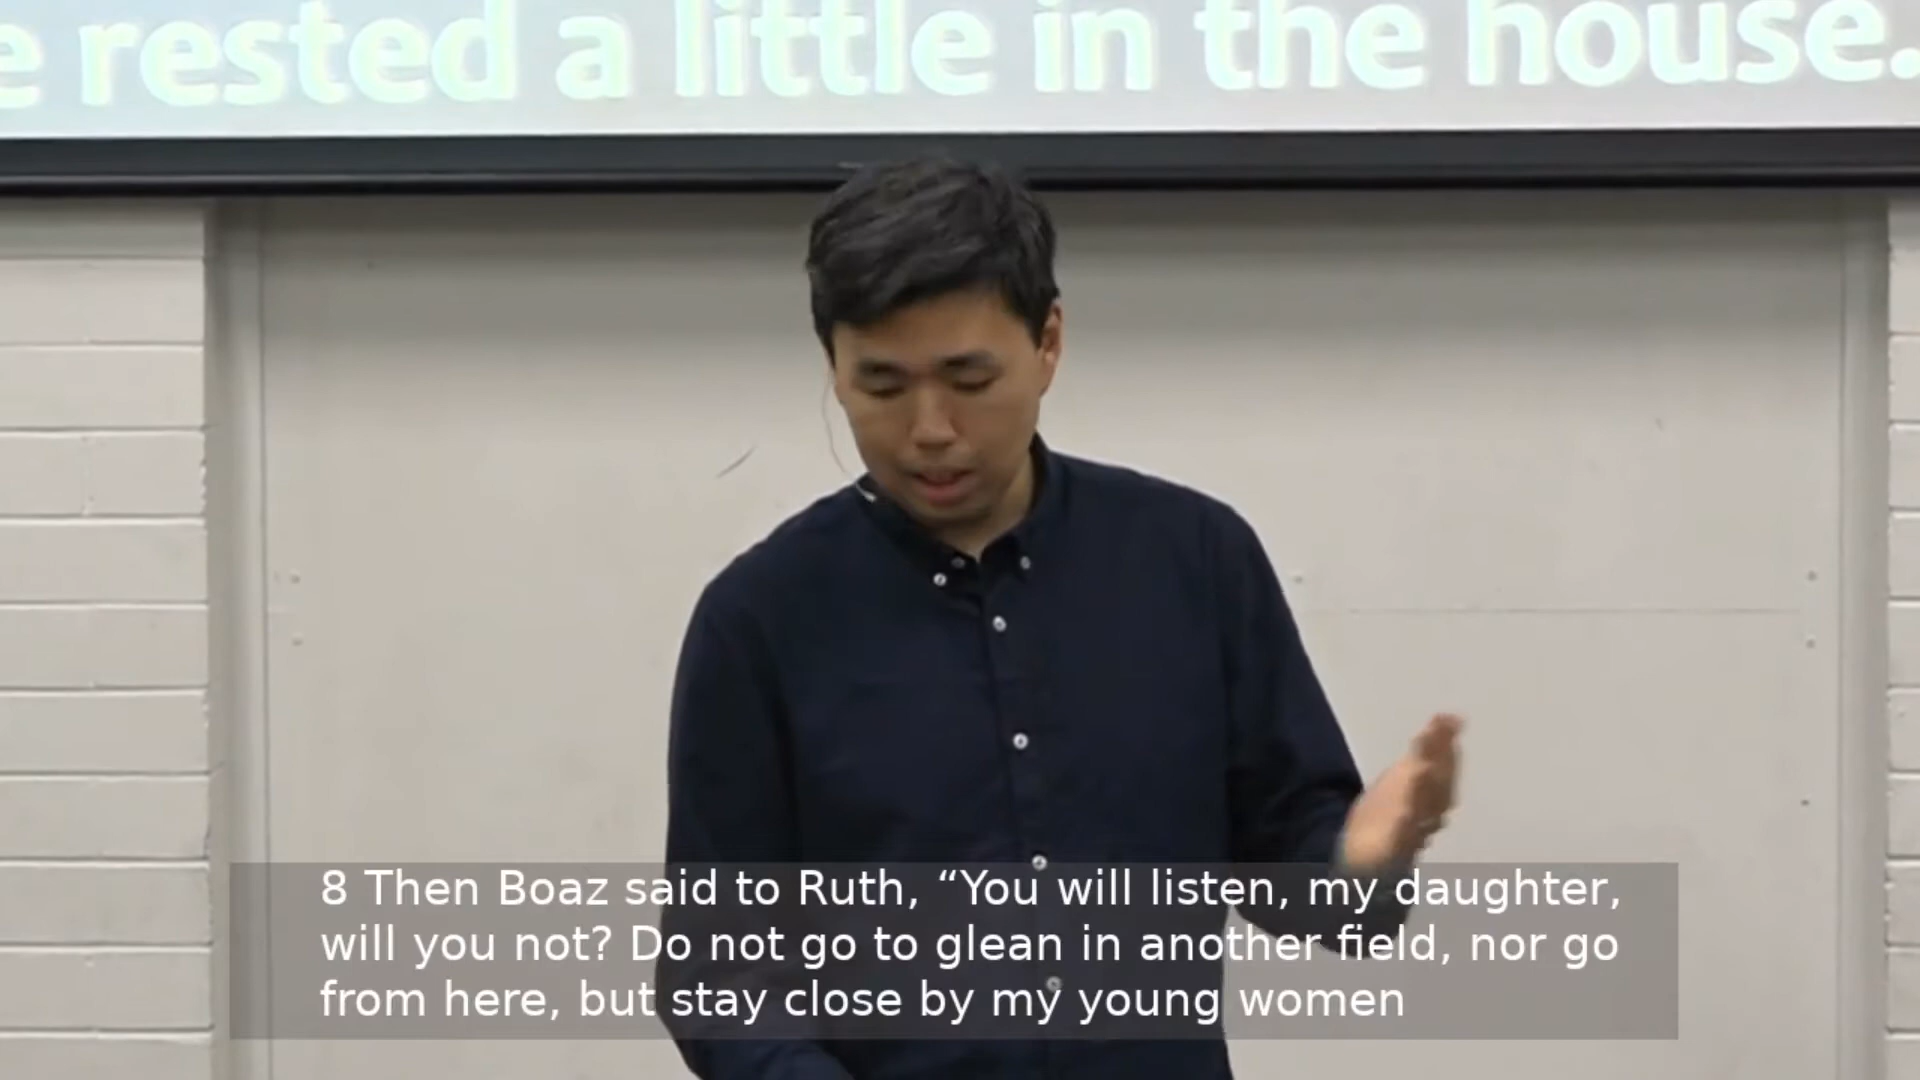 e rested a little in the house.
8 Then Boaz said to Ruth, “You will listen, my daughter,
will you not? Do not go to glean in another field, nor go
from here, but stay close by my young women